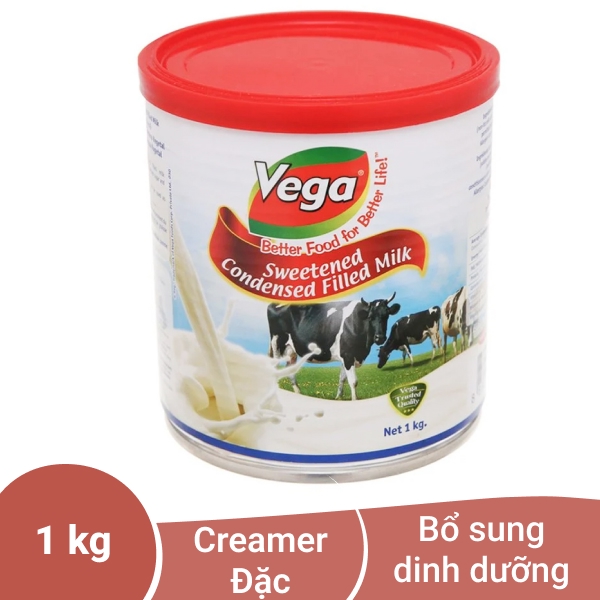 Vega®
Better Food for Better Life!™
Sweetened
Condensed Filled Milk
Vega
Trusted
Quality
Net 1 kg.
1 kg
Creamer
Đặc
Bổ sung
dinh dưỡng